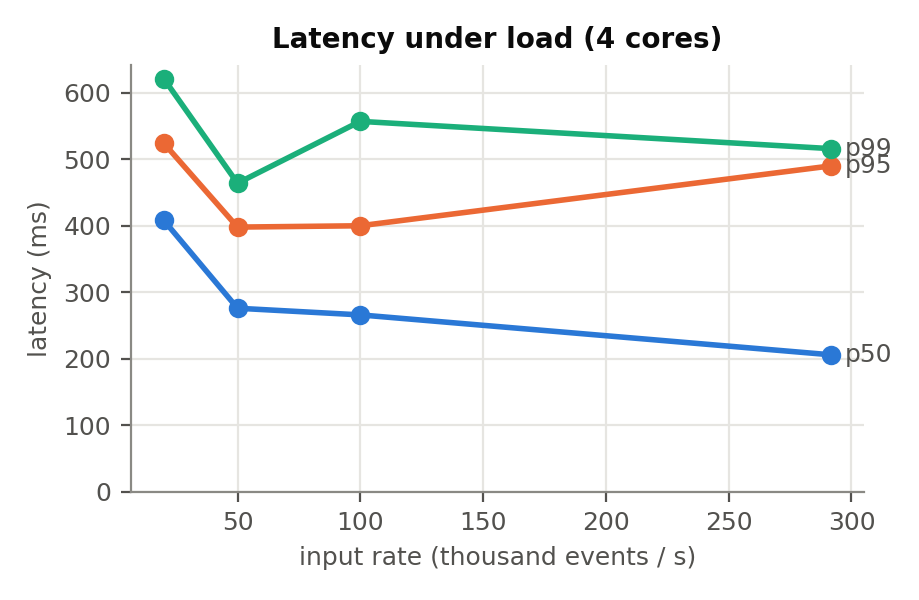 Latency under load (4 cores)
600
500
400
300
200
100
0
latency (ms)
p99
p95
p50
50
100
150
200
250
300
input rate (thousand events / s)